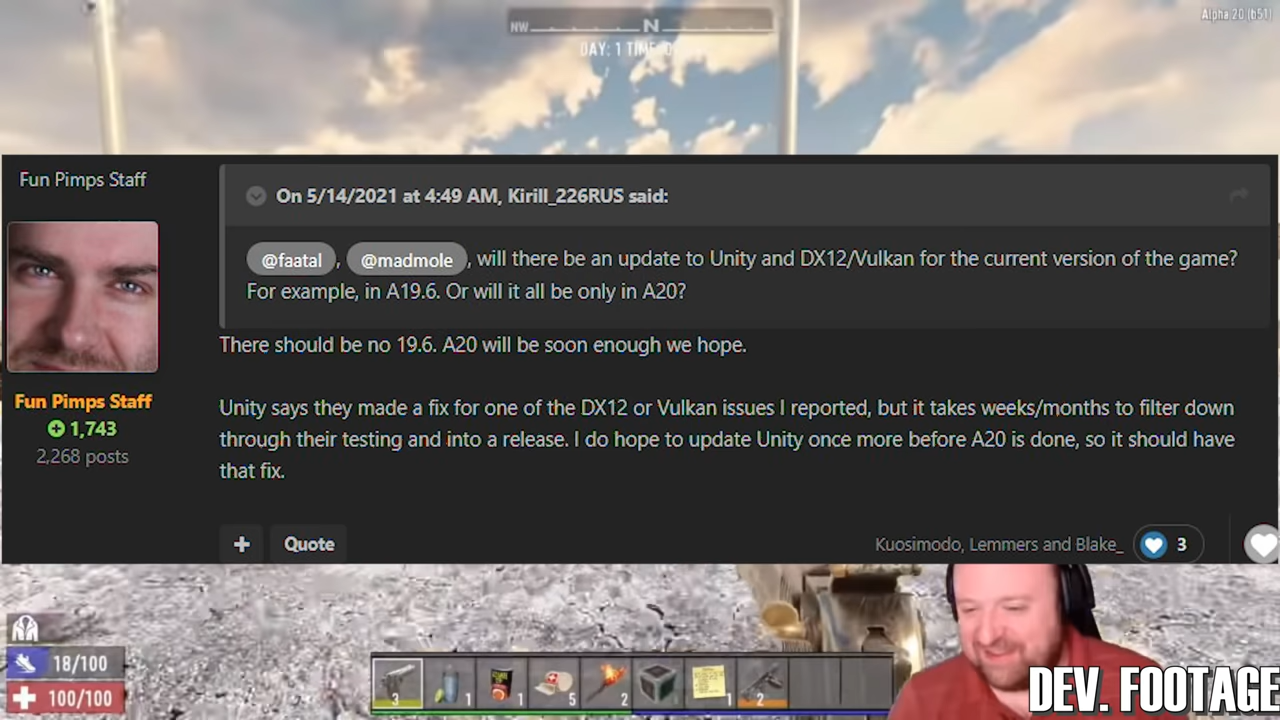 NW N
Alpha 20 (b51)
DAY: 1 TIME:
Fun Pimps Staff
On 5/14/2021 at 4:49 AM, Kirill_226RUS said:
@faatal, @madmole, will there be an update to Unity and DX12/Vulkan for the current version of the game?
For example, in A19.6. Or will it all be only in A20?
There should be no 19.6. A20 will be soon enough we hope.
Fun Pimps Staff
1,743
2,268 posts
Unity says they made a fix for one of the DX12 or Vulkan issues I reported, but it takes weeks/months to filter down
through their testing and into a release. I do hope to update Unity once more before A20 is done, so it should have
that fix.
+ Quote
Kuosimodo, Lemmers and Blake_ 3
18/100
100/100
3 1 1 5 2 1 2
DEV. FOOTAGE